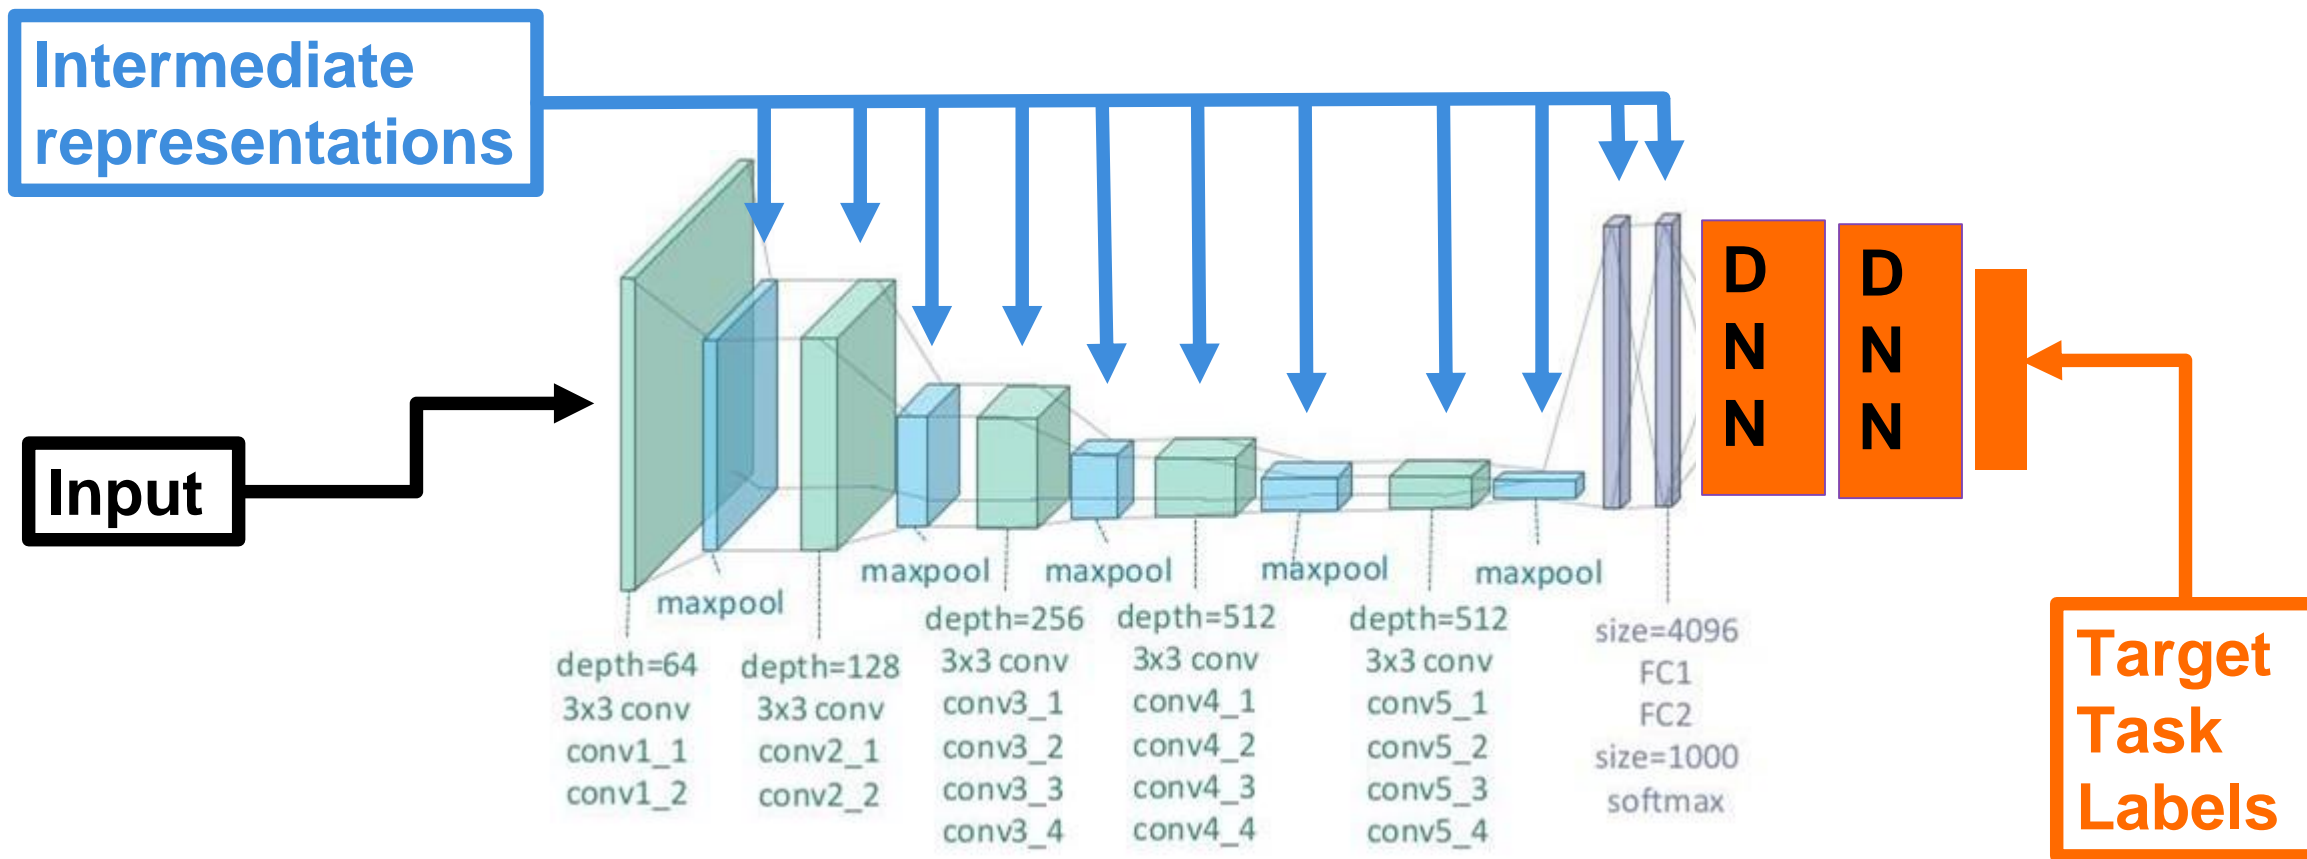 Intermediate
representations
Input
D
N
N
D
N
N
maxpool
maxpool
maxpool
maxpool
maxpool
depth=64
3x3 conv
conv1_1
conv1_2
depth=128
3x3 conv
conv2_1
conv2_2
depth=256
3x3 conv
conv3_1
conv3_2
conv3_3
conv3_4
depth=512
3x3 conv
conv4_1
conv4_2
conv4_3
conv4_4
depth=512
3x3 conv
conv5_1
conv5_2
conv5_3
conv5_4
size=4096
FC1
FC2
size=1000
softmax
Target
Task
Labels